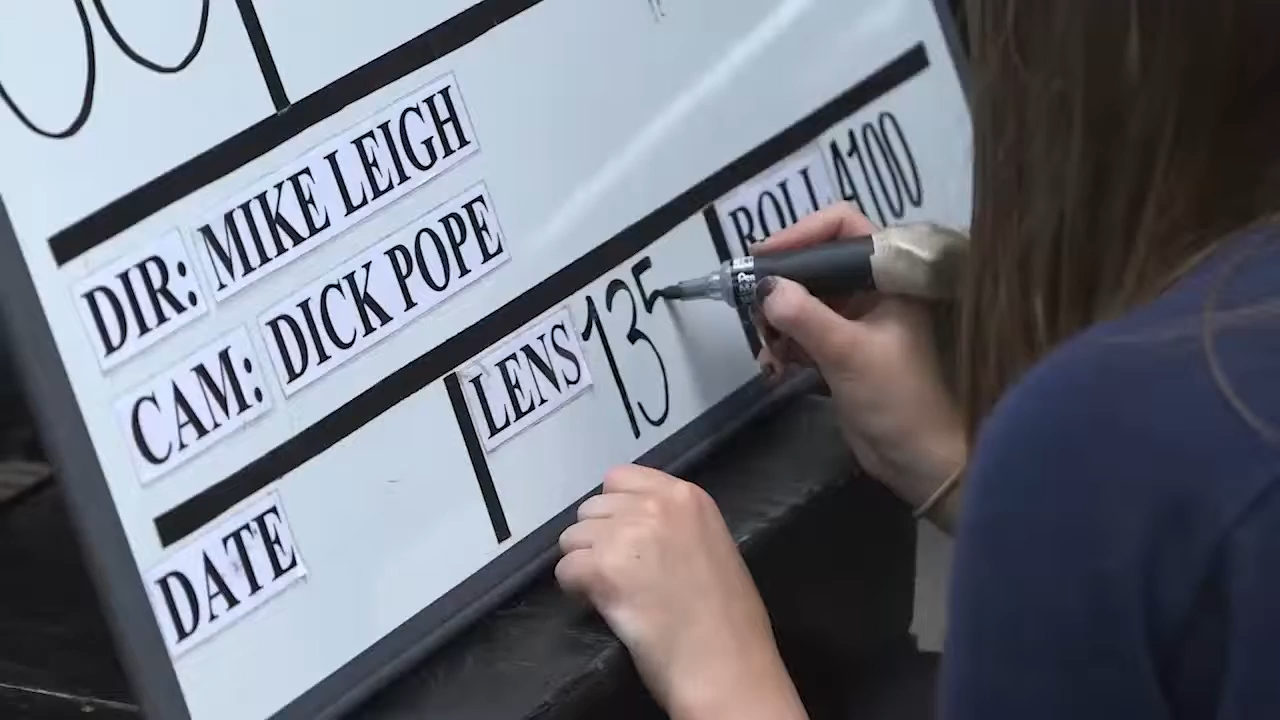 DIR: MIKE LEIGH
CAM: DICK POPE
ROLL A100
LENS 135
DATE